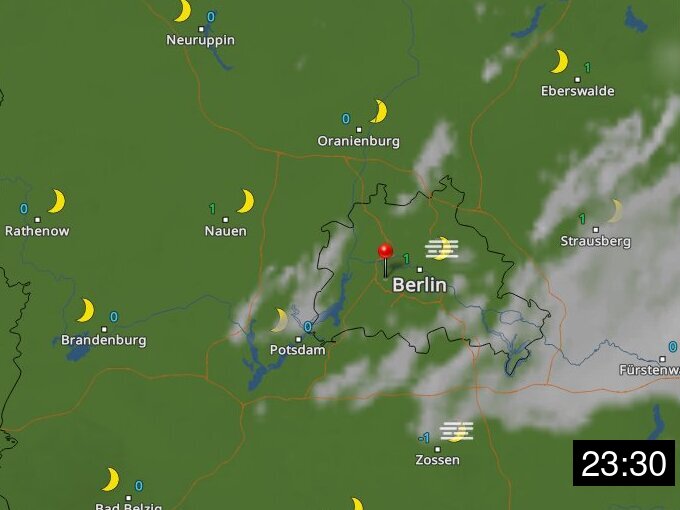 0
Neuruppin
1
Eberswalde
0
Oranienburg
0
Rathenow
1
Nauen
1
Strausberg
1
Berlin
0
Brandenburg
0
Potsdam
0
Fürstenwa
-1
Zossen
23:30
0
Bad Belzig